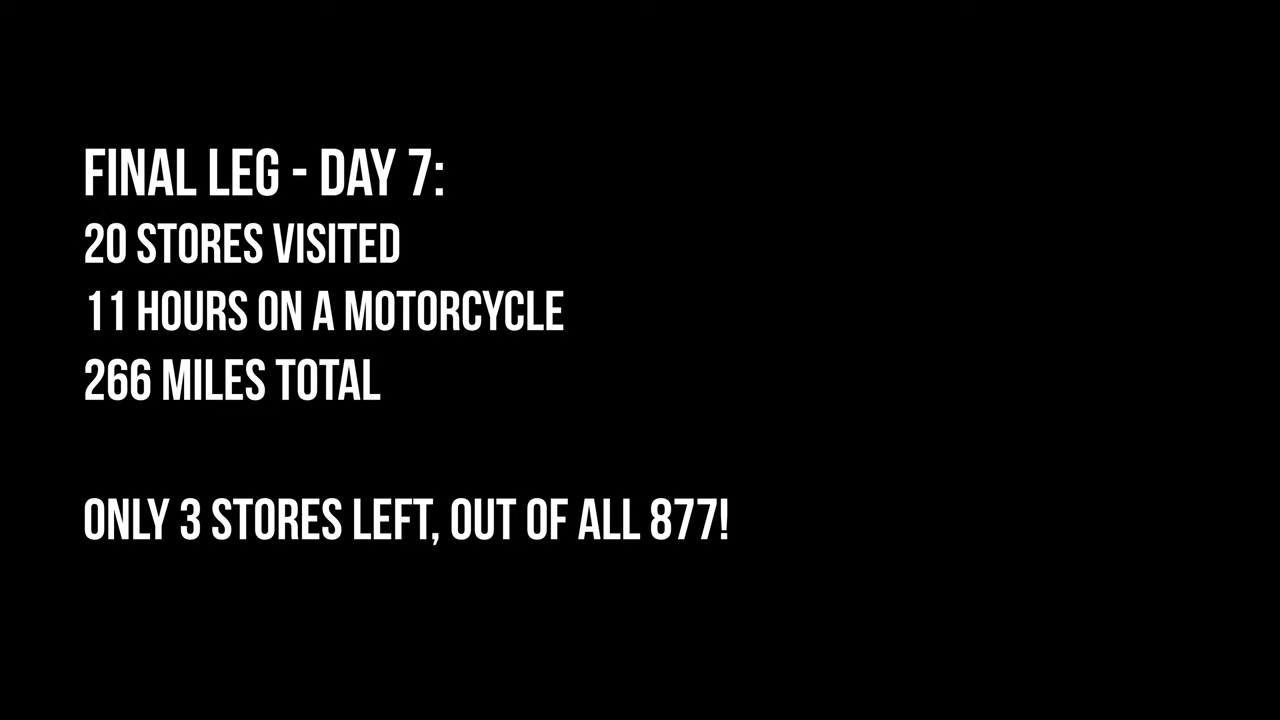 FINAL LEG - DAY 7:
20 STORES VISITED
11 HOURS ON A MOTORCYCLE
266 MILES TOTAL
ONLY 3 STORES LEFT, OUT OF ALL 877!